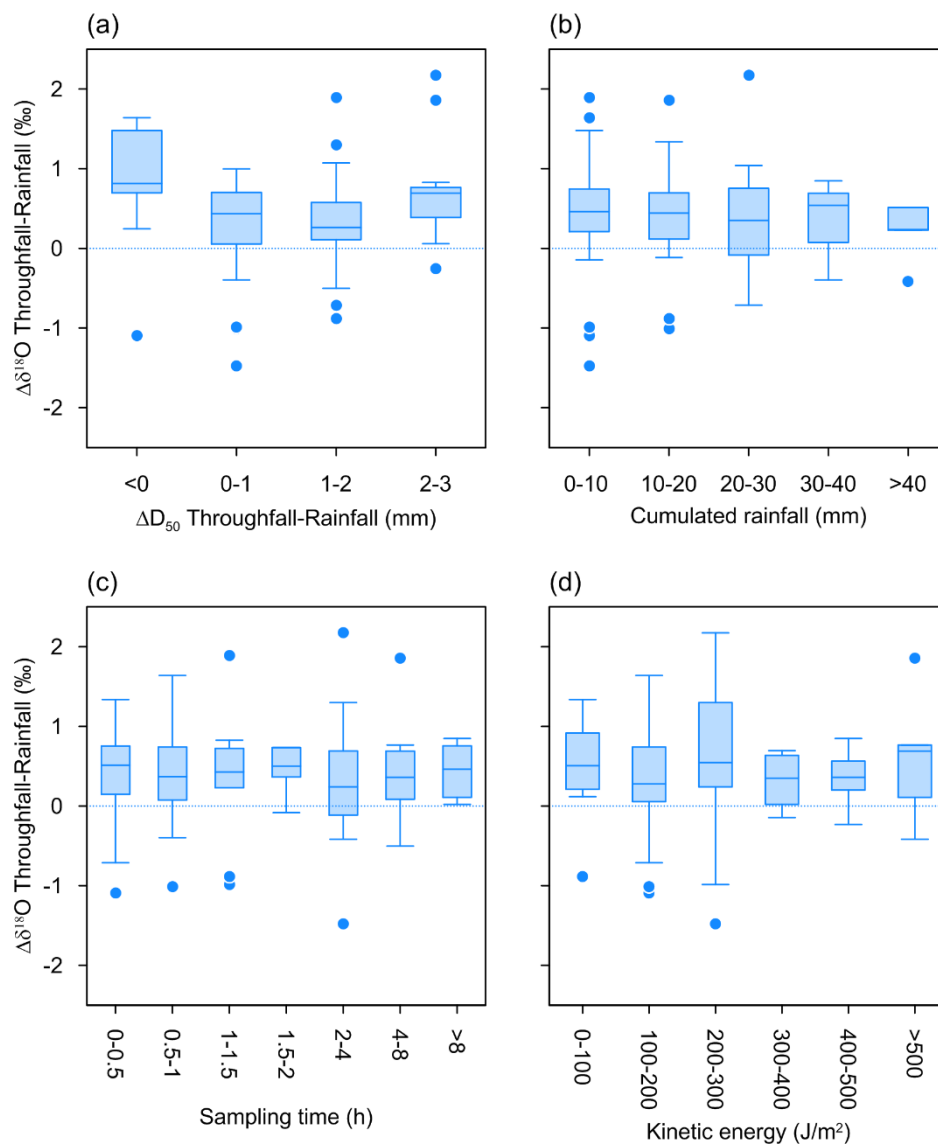 (a)
Δδ¹⁸O Throughfall-Rainfall (‰)
2
1
0
-1
-2
<0 0-1 1-2 2-3
ΔD₅₀ Throughfall-Rainfall (mm)
(b)
0-10 10-20 20-30 30-40 >40
Cumulated rainfall (mm)
(c)
Δδ¹⁸O Throughfall-Rainfall (‰)
2
1
0
-1
-2
0-0.5 0.5-1 1-1.5 1.5-2 2-4 4-8 >8
Sampling time (h)
(d)
0-100 100-200 200-300 300-400 400-500 >500
Kinetic energy (J/m²)